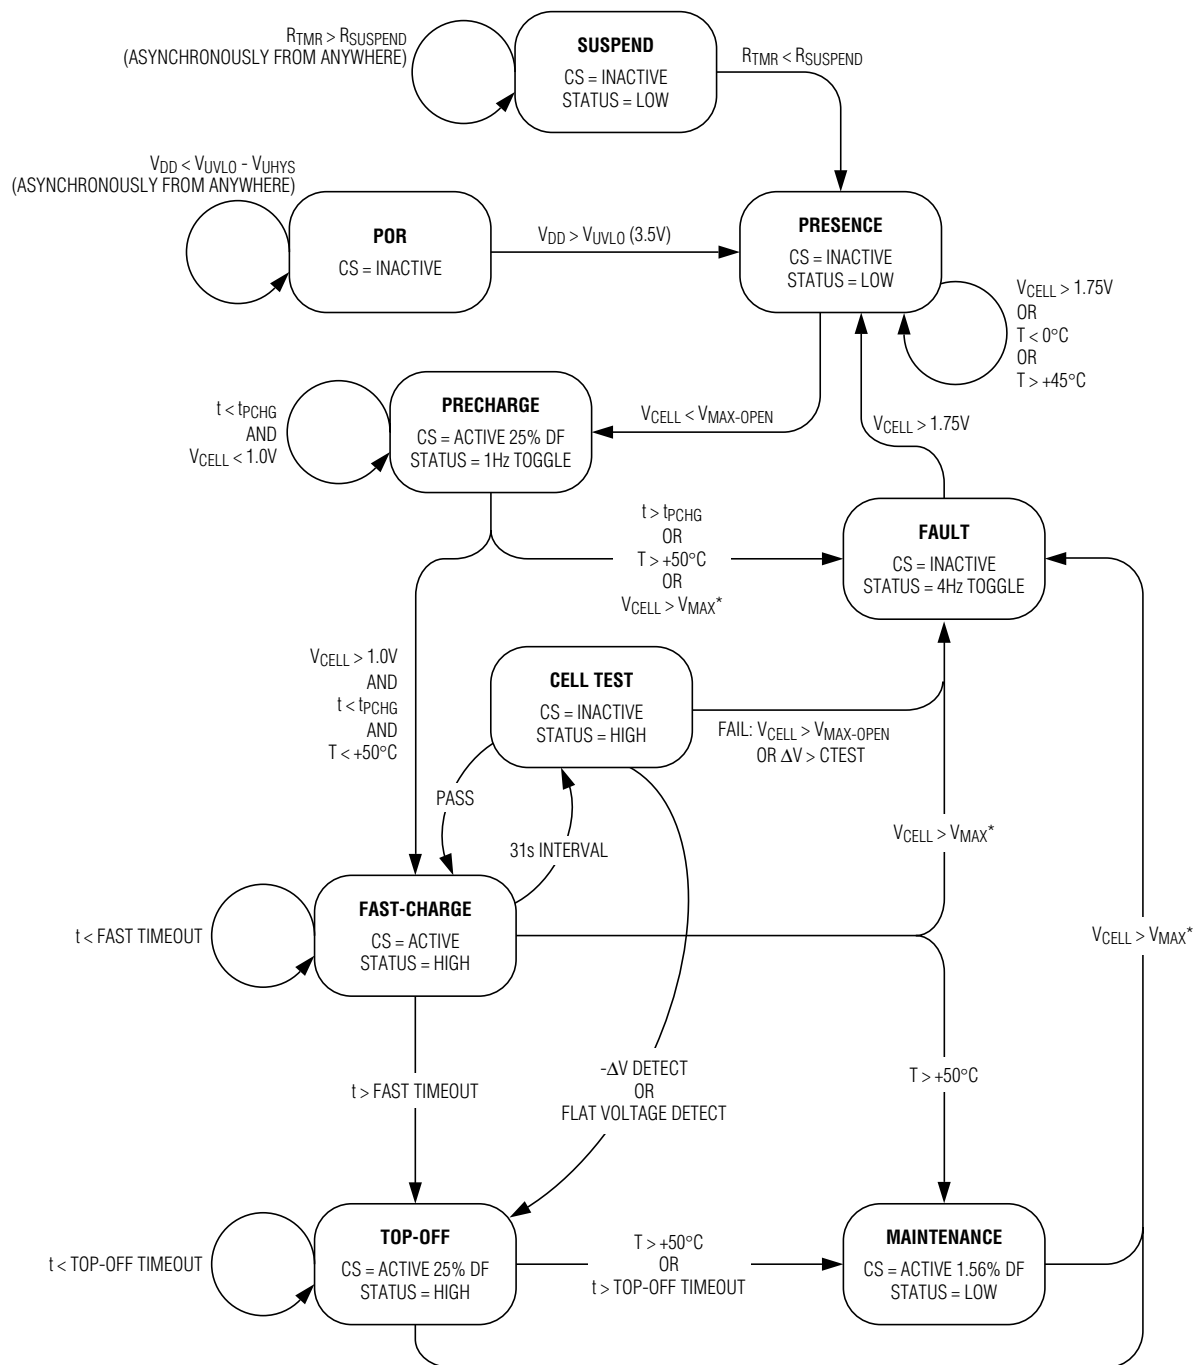 RTMR > RSUSPEND
(ASYNCHRONOUSLY FROM ANYWHERE)
SUSPEND
CS = INACTIVE
STATUS = LOW
RTMR < RSUSPEND
VDD < VUVLO - VUHYS
(ASYNCHRONOUSLY FROM ANYWHERE)
POR
CS = INACTIVE
VDD > VUVLO (3.5V)
PRESENCE
CS = INACTIVE
STATUS = LOW
VCELL > 1.75V
OR
T < 0°C
OR
T > +45°C
t < tPCHG
AND
VCELL < 1.0V
PRECHARGE
CS = ACTIVE 25% DF
STATUS = 1Hz TOGGLE
VCELL < VMAX-OPEN
VCELL > 1.75V
t > tPCHG
OR
T > +50°C
OR
VCELL > VMAX*
FAULT
CS = INACTIVE
STATUS = 4Hz TOGGLE
VCELL > 1.0V
AND
t < tPCHG
AND
T < +50°C
CELL TEST
CS = INACTIVE
STATUS = HIGH
FAIL: VCELL > VMAX-OPEN
OR ΔV > CTEST
PASS
31s INTERVAL
VCELL > VMAX*
t < FAST TIMEOUT
FAST-CHARGE
CS = ACTIVE
STATUS = HIGH
VCELL > VMAX*
t > FAST TIMEOUT
-ΔV DETECT
OR
FLAT VOLTAGE DETECT
T > +50°C
t < TOP-OFF TIMEOUT
TOP-OFF
CS = ACTIVE 25% DF
STATUS = HIGH
T > +50°C
OR
t > TOP-OFF TIMEOUT
MAINTENANCE
CS = ACTIVE 1.56% DF
STATUS = LOW